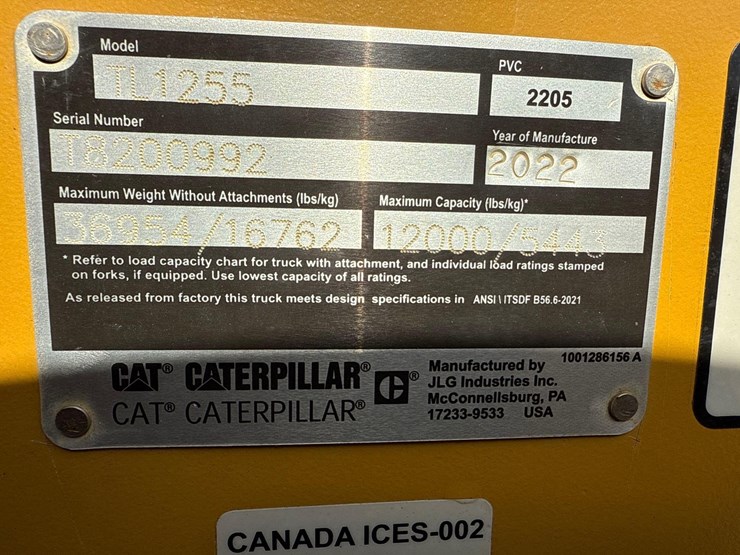 Model
TL1255
PVC
2205
Serial Number
T8200992
Year of Manufacture
2022
Maximum Weight Without Attachments (lbs/kg)
36954/16762
Maximum Capacity (lbs/kg)*
12000/5443
* Refer to load capacity chart for truck with attachment, and individual load ratings stamped
on forks, if equipped. Use lowest capacity of all ratings.
As released from factory this truck meets design specifications in ANSI \ ITSDF B56.6-2021
1001286156 A
CAT® CATERPILLAR®
CAT® CATERPILLAR®
C®
Manufactured by
JLG Industries Inc.
McConnellsburg, PA
17233-9533 USA
CANADA ICES-002